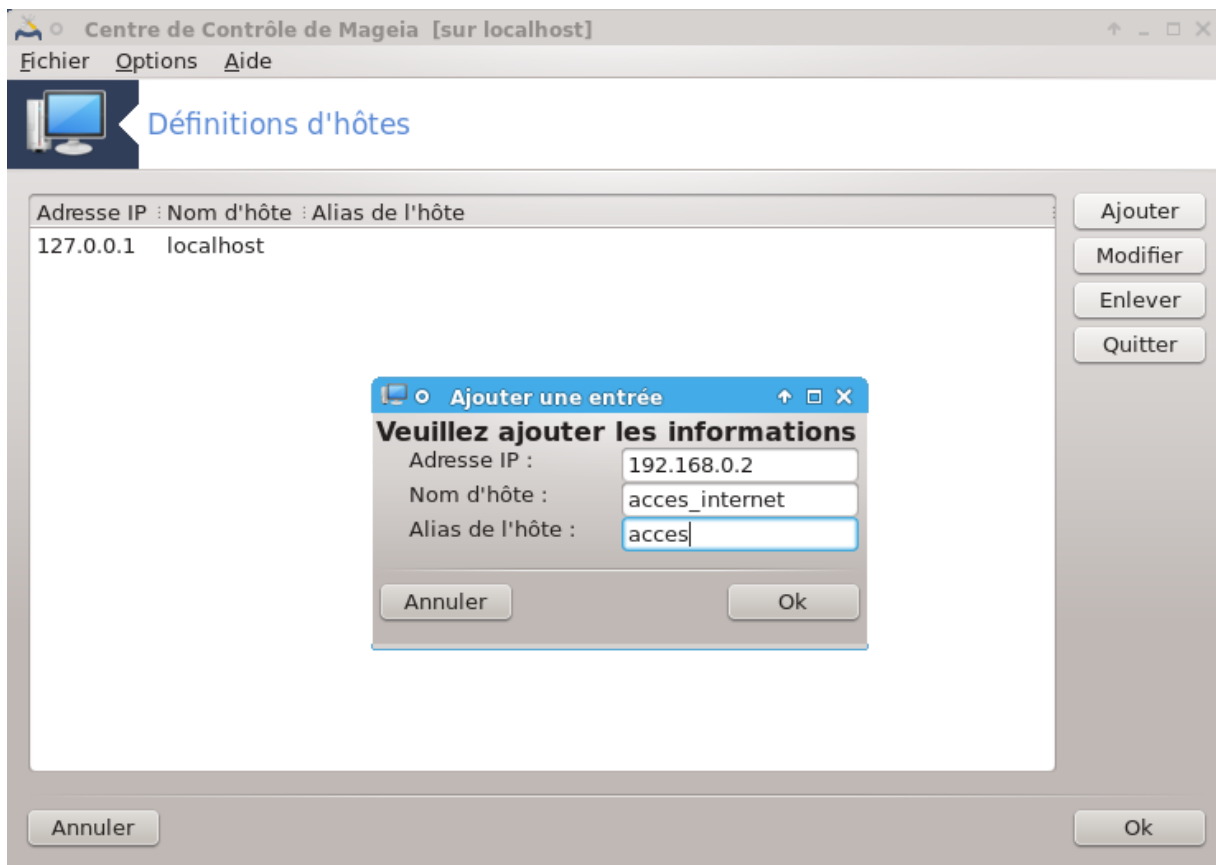 Centre de Contrôle de Mageia [sur localhost]
Fichier Options Aide
Définitions d'hôtes
Adresse IP Nom d'hôte Alias de l'hôte
127.0.0.1 localhost
Ajouter
Modifier
Enlever
Quitter
Ajouter une entrée
Veuillez ajouter les informations
Adresse IP : 192.168.0.2
Nom d'hôte : acces_internet
Alias de l'hôte : acces
Annuler Ok
Annuler Ok